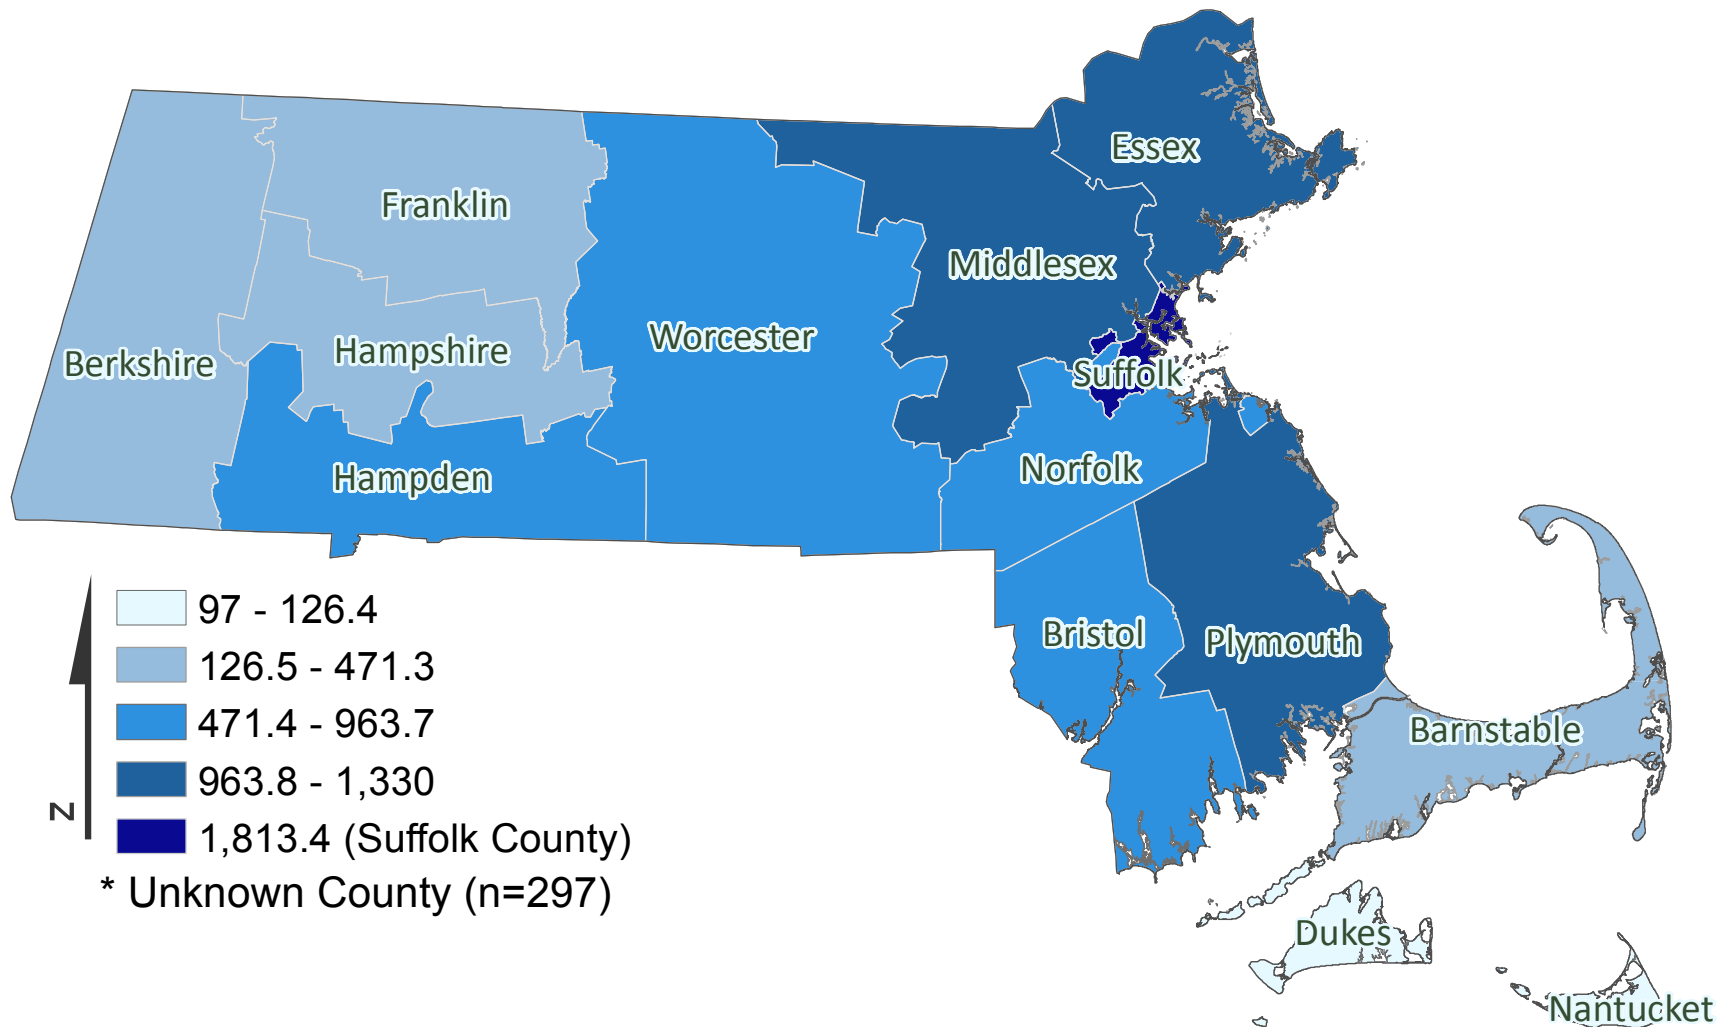 Essex
Franklin
Middlesex
Worcester
Hampshire
Berkshire
Suffolk
Norfolk
Hampden
97 - 126.4
126.5 - 471.3
471.4 - 963.7
963.8 - 1,330
1,813.4 (Suffolk County)
* Unknown County (n=297)
N
Bristol
Plymouth
Barnstable
Dukes
Nantucket